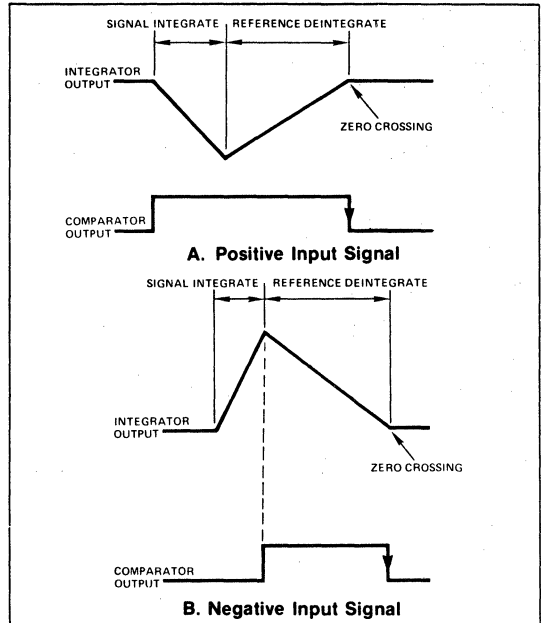 SIGNAL INTEGRATE REFERENCE DEINTEGRATE
INTEGRATOR
OUTPUT
ZERO CROSSING
COMPARATOR
OUTPUT
A. Positive Input Signal
SIGNAL INTEGRATE REFERENCE DEINTEGRATE
INTEGRATOR
OUTPUT
ZERO CROSSING
COMPARATOR
OUTPUT
B. Negative Input Signal